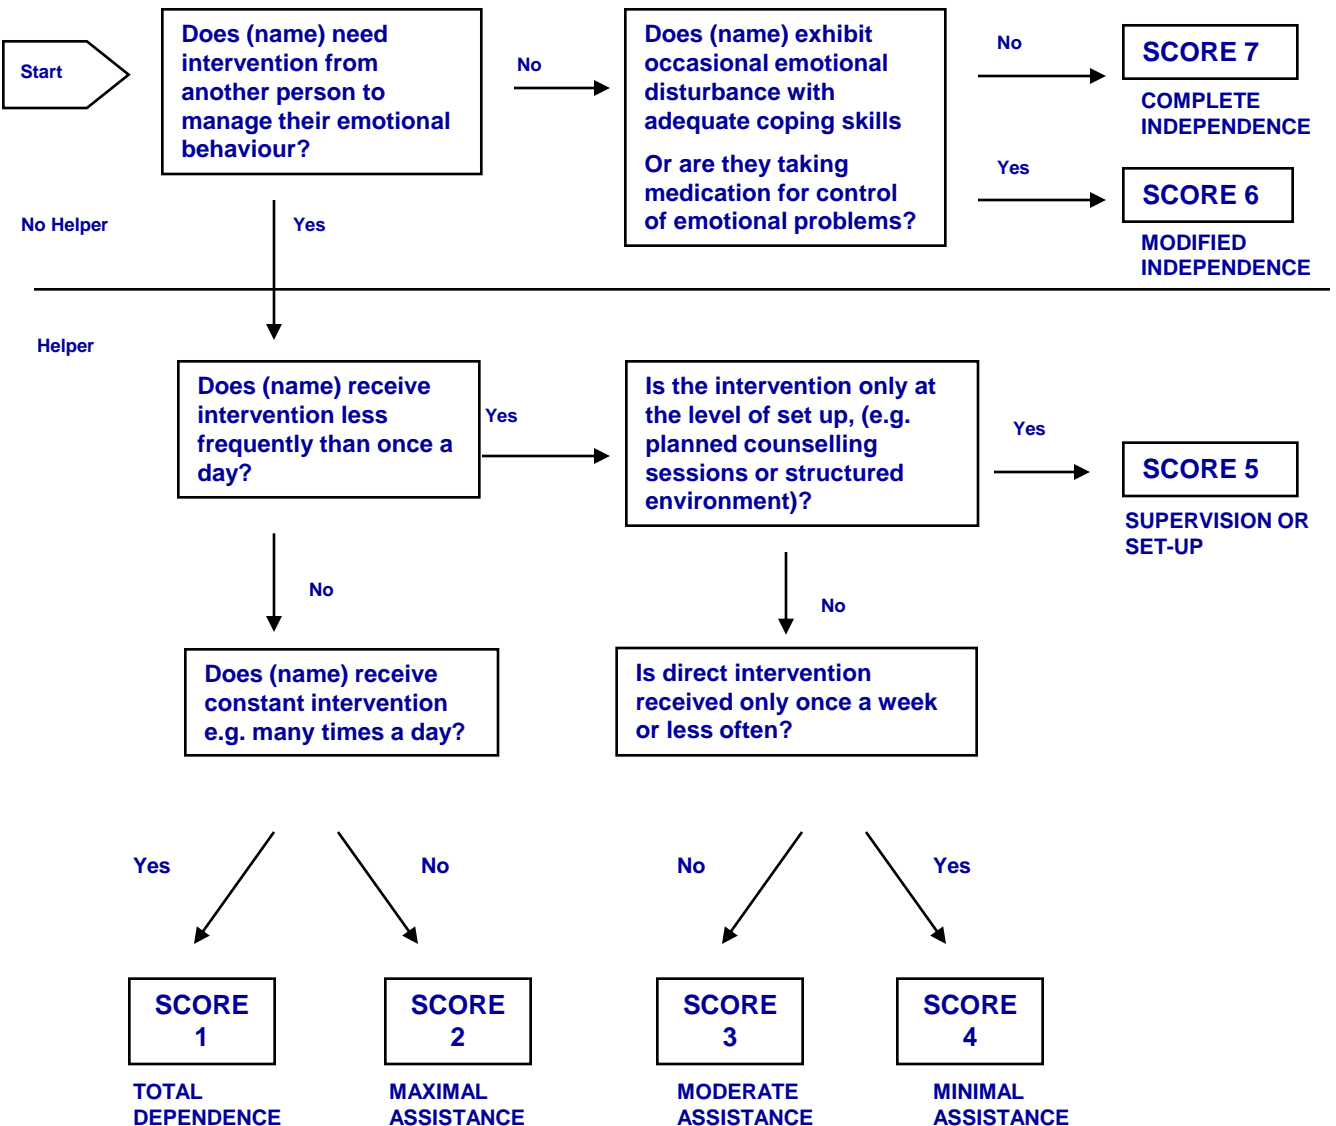 Start
Does (name) need
intervention from
another person to
manage their emotional
behaviour?
No
Does (name) exhibit
occasional emotional
disturbance with
adequate coping skills
Or are they taking
medication for control
of emotional problems?
No
SCORE 7
COMPLETE
INDEPENDENCE
Yes
SCORE 6
MODIFIED
INDEPENDENCE
No Helper
Yes
Helper
Does (name) receive
intervention less
frequently than once a
day?
Yes
Is the intervention only at
the level of set up, (e.g.
planned counselling
sessions or structured
environment)?
Yes
SCORE 5
SUPERVISION OR
SET-UP
No
No
Does (name) receive
constant intervention
e.g. many times a day?
Is direct intervention
received only once a week
or less often?
Yes
No
No
Yes
SCORE
1
TOTAL
DEPENDENCE
SCORE
2
MAXIMAL
ASSISTANCE
SCORE
3
MODERATE
ASSISTANCE
SCORE
4
MINIMAL
ASSISTANCE